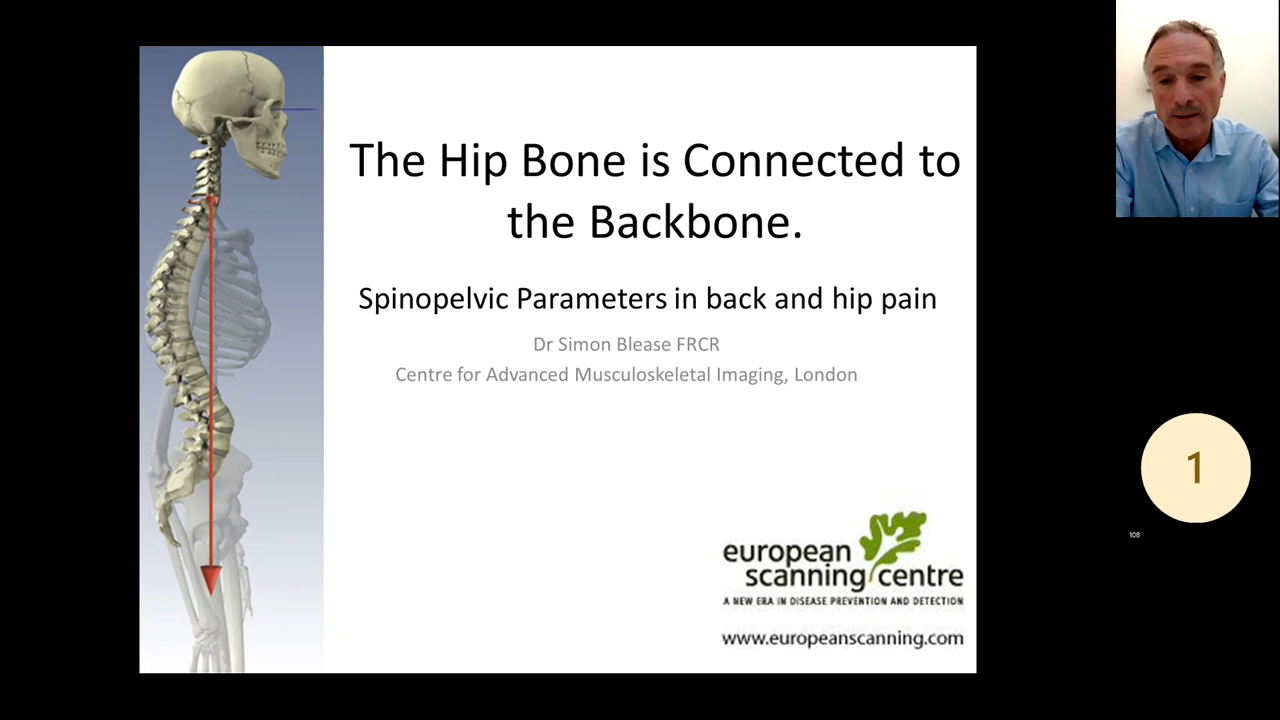 The Hip Bone is Connected to
the Backbone.
Spinopelvic Parameters in back and hip pain
Dr Simon Blease FRCR
Centre for Advanced Musculoskeletal Imaging, London
european
scanning centre
A NEW ERA IN DISEASE PREVENTION AND DETECTION
www.europeanscanning.com
1
108